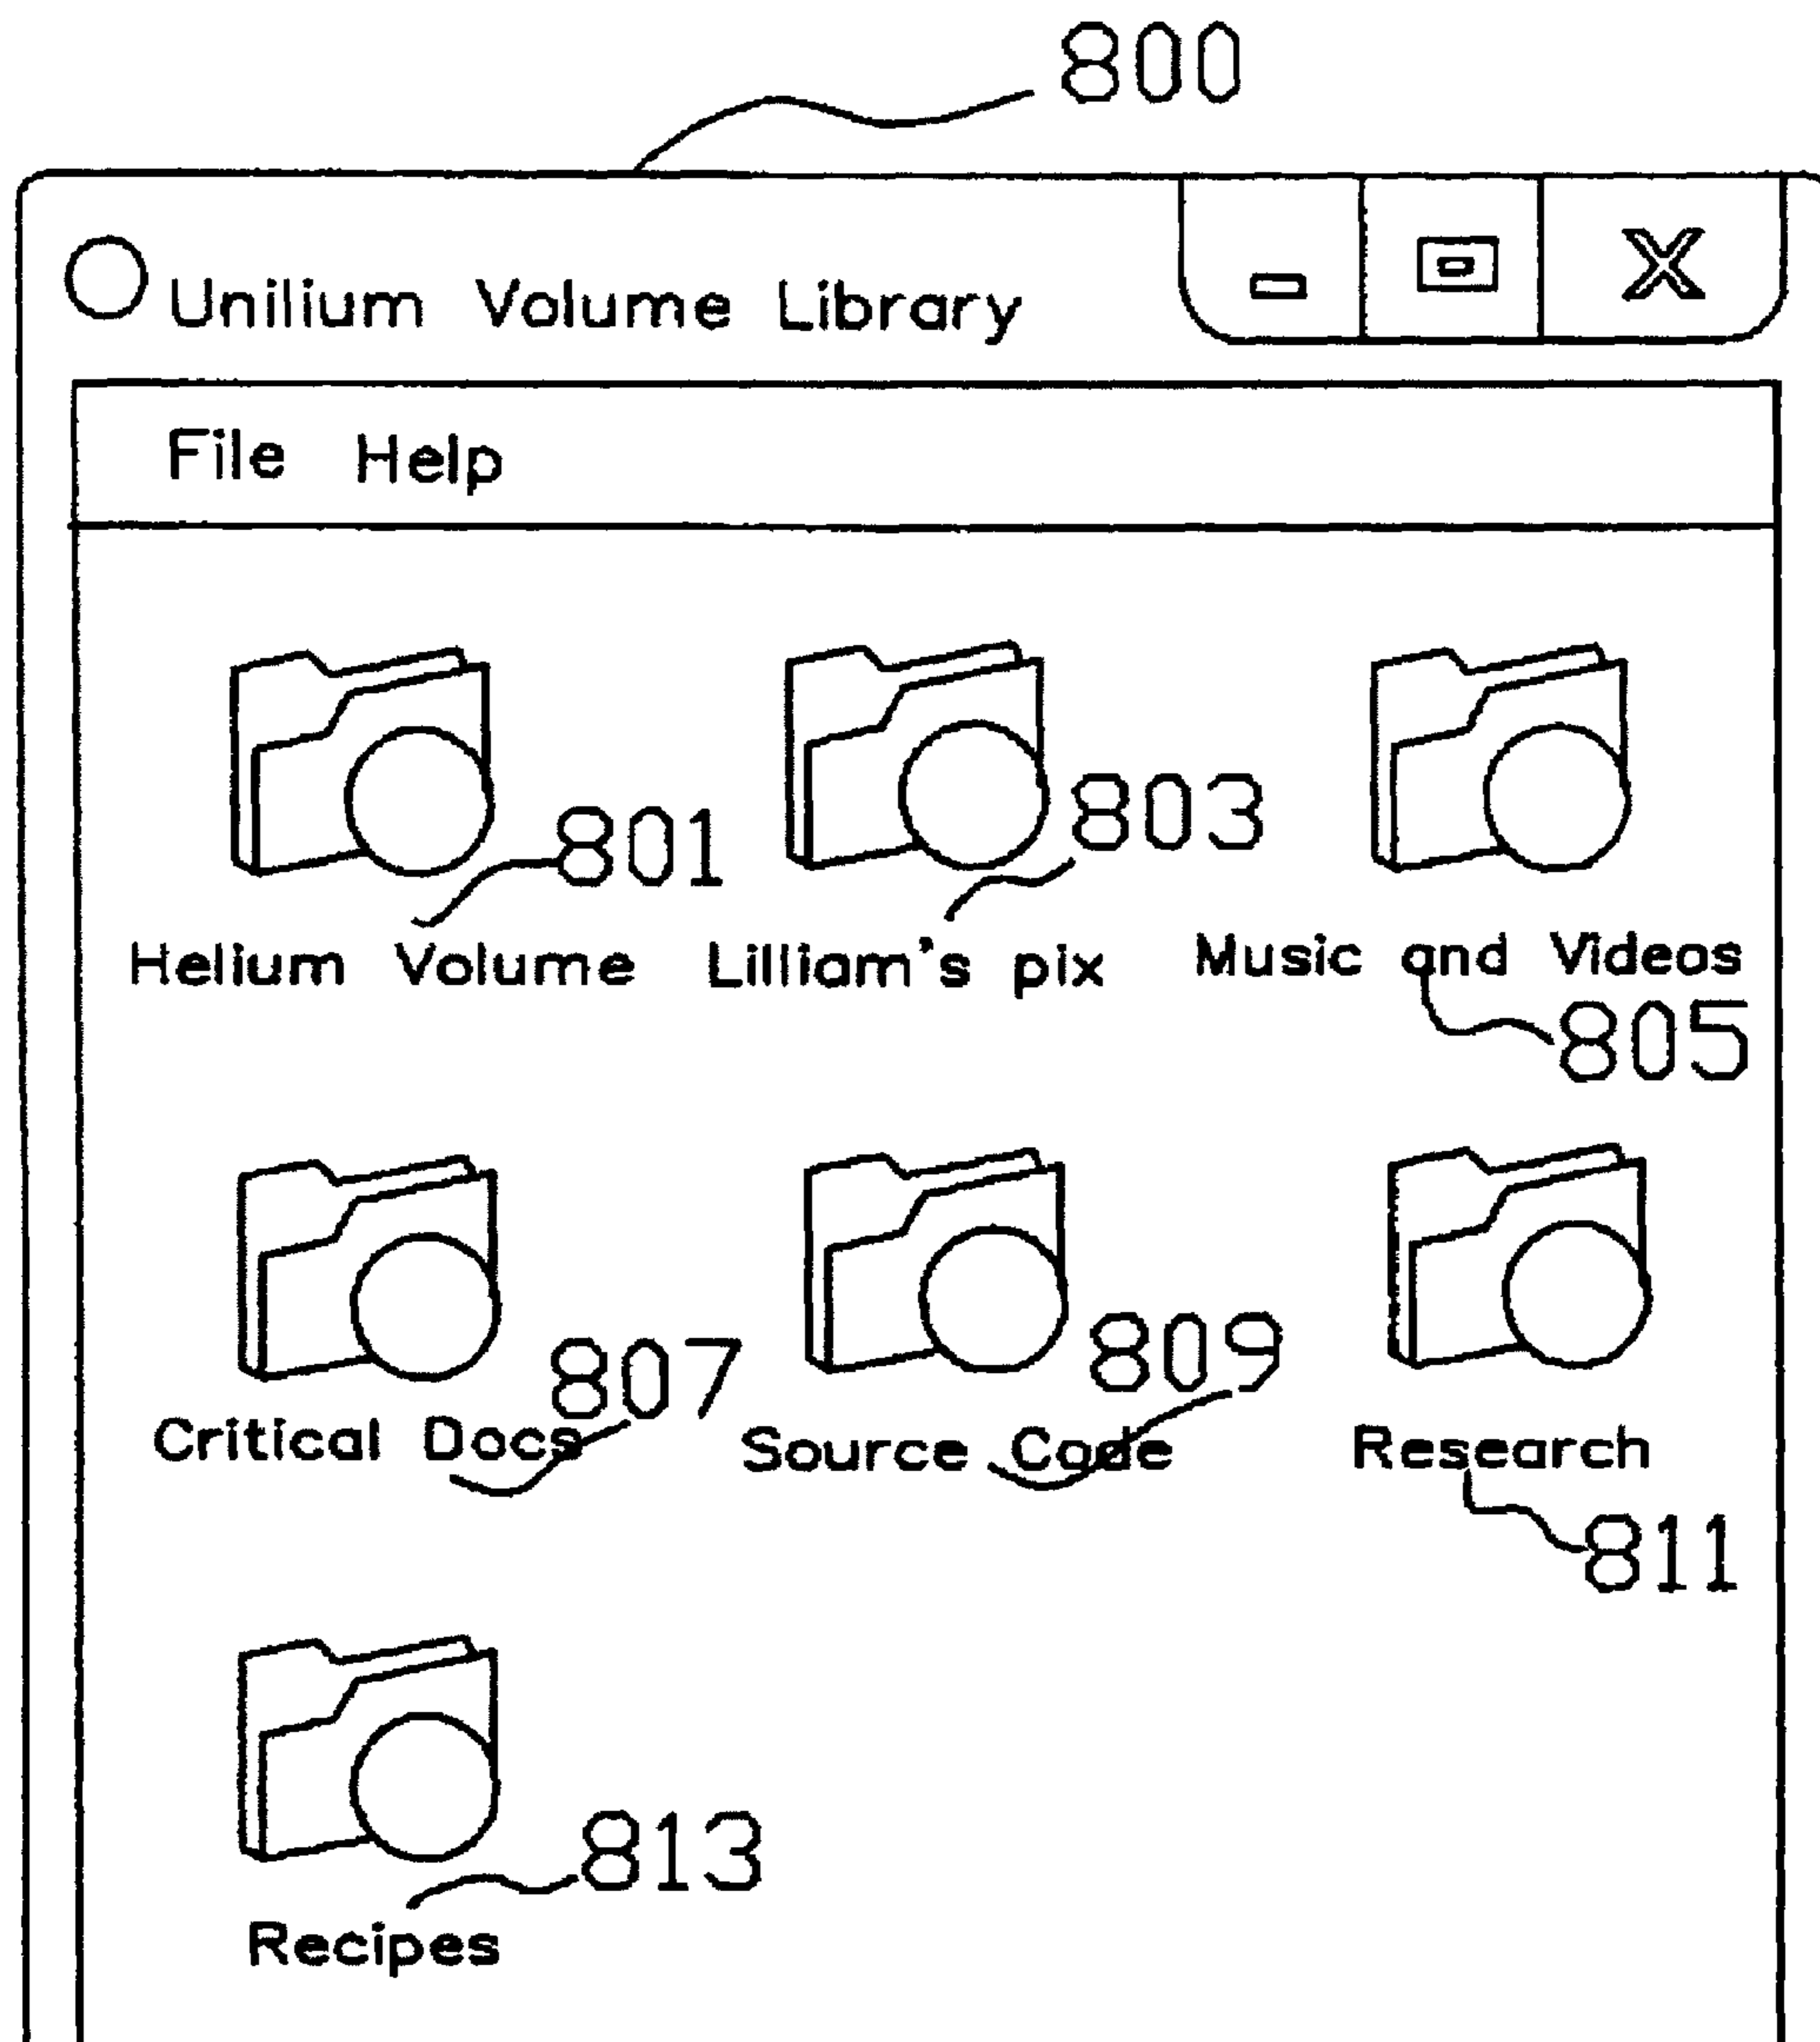 800
Unilium Volume Library
File Help
801
803
Helium Volume Lilliam's pix Music and Videos
805
807
809
Critical Docs Source Code Research
811
813
Recipes